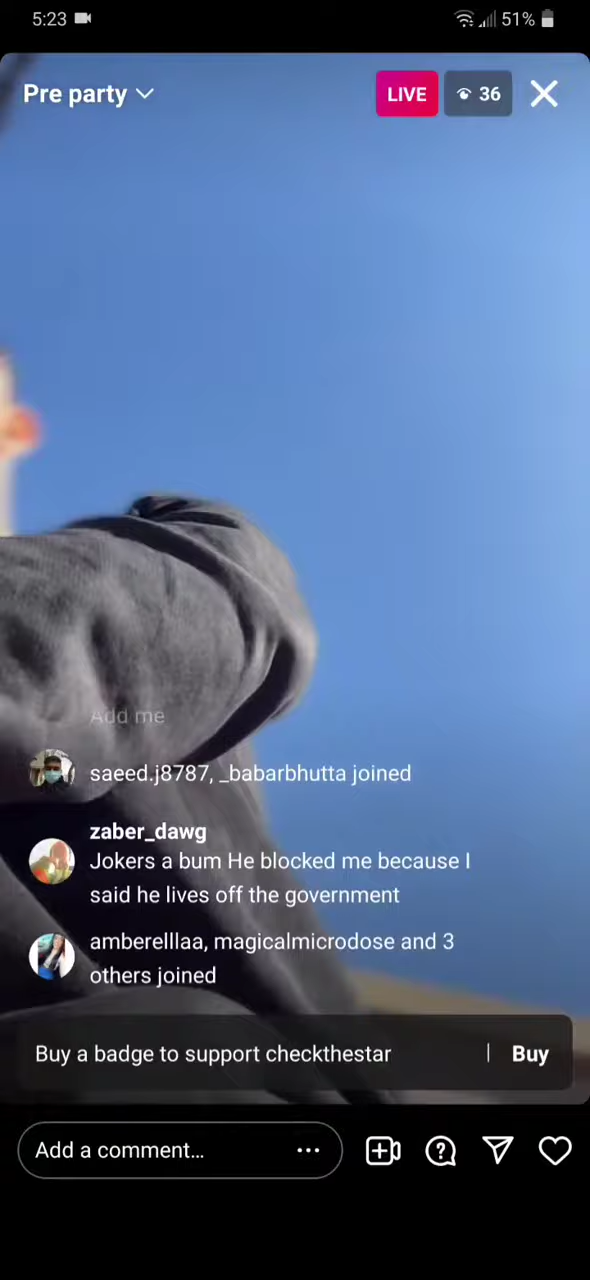 5:23
51%
Pre party
LIVE
36
Add me
saeed.j8787, _babarbhutta joined
zaber_dawg
Jokers a bum He blocked me because I
said he lives off the government
amberelllaa, magicalmicrodose and 3
others joined
Buy a badge to support checkthestar | Buy
Add a comment...